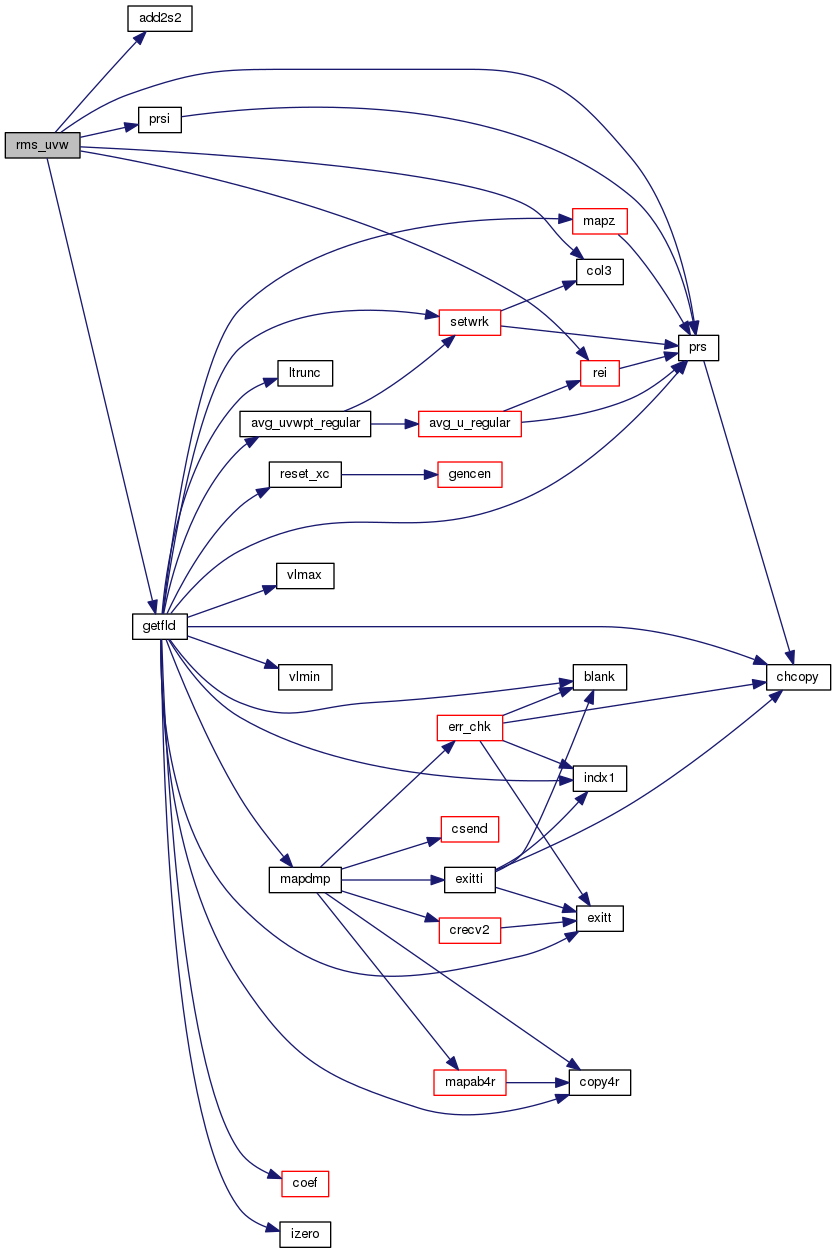 add2s2
prsi
rms_uvw
mapz
col3
setwrk
prs
ltrunc
rei
avg_uvwpt_regular
avg_u_regular
reset_xc
gencen
vlmax
getfld
vlmin
blank
chcopy
err_chk
indx1
csend
mapdmp
exitti
exitt
crecv2
mapab4r
copy4r
coef
izero